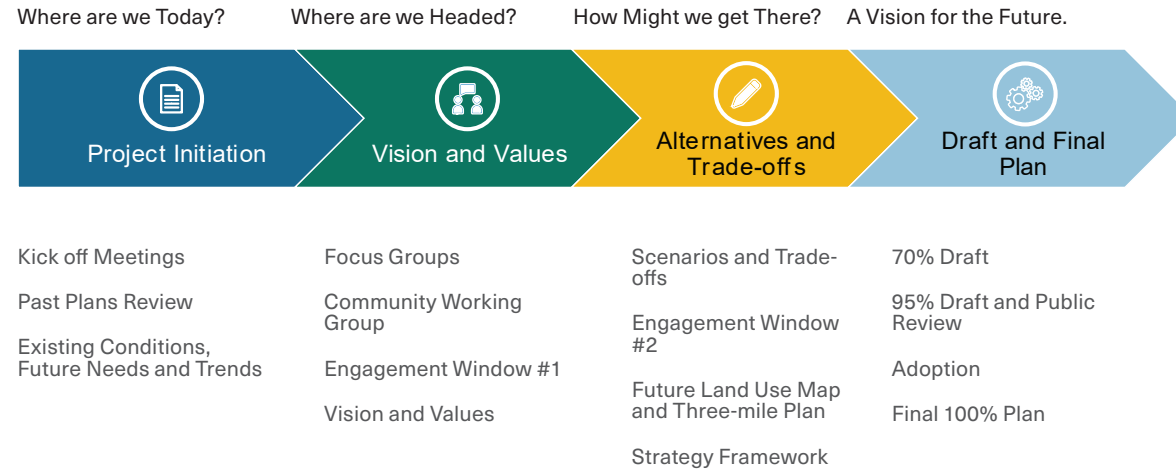 Where are we Today?
Where are we Headed?
How Might we get There?
A Vision for the Future.
Project Initiation
Vision and Values
Alternatives and
Trade-offs
Draft and Final
Plan
Kick off Meetings
Past Plans Review
Existing Conditions,
Future Needs and Trends
Focus Groups
Community Working
Group
Engagement Window #1
Vision and Values
Scenarios and Trade-
offs
Engagement Window
#2
Future Land Use Map
and Three-mile Plan
Strategy Framework
70% Draft
95% Draft and Public
Review
Adoption
Final 100% Plan